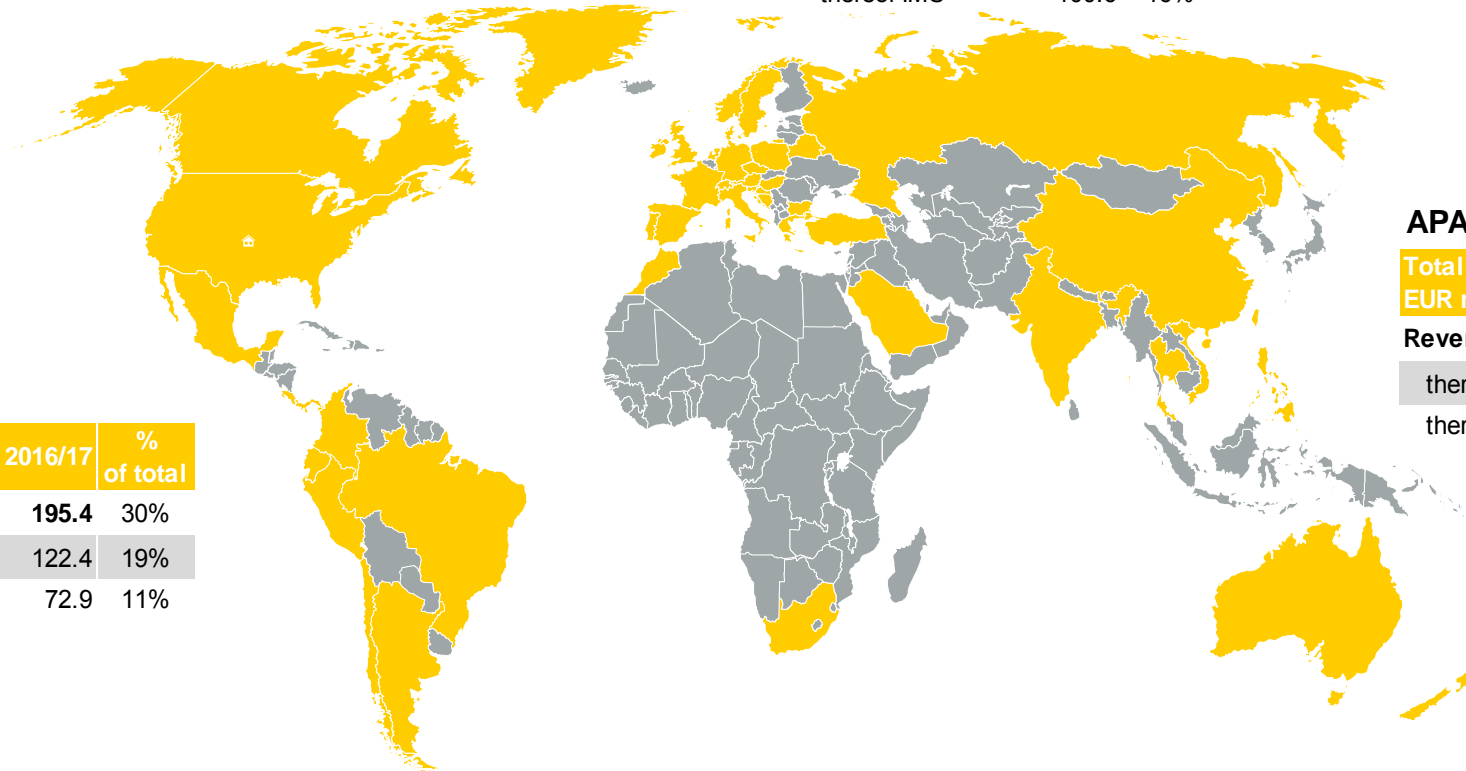 APA
Total
EUR
Reve
ther
ther
2016/17 % of total
195.4 30%
122.4 19%
72.9 11%